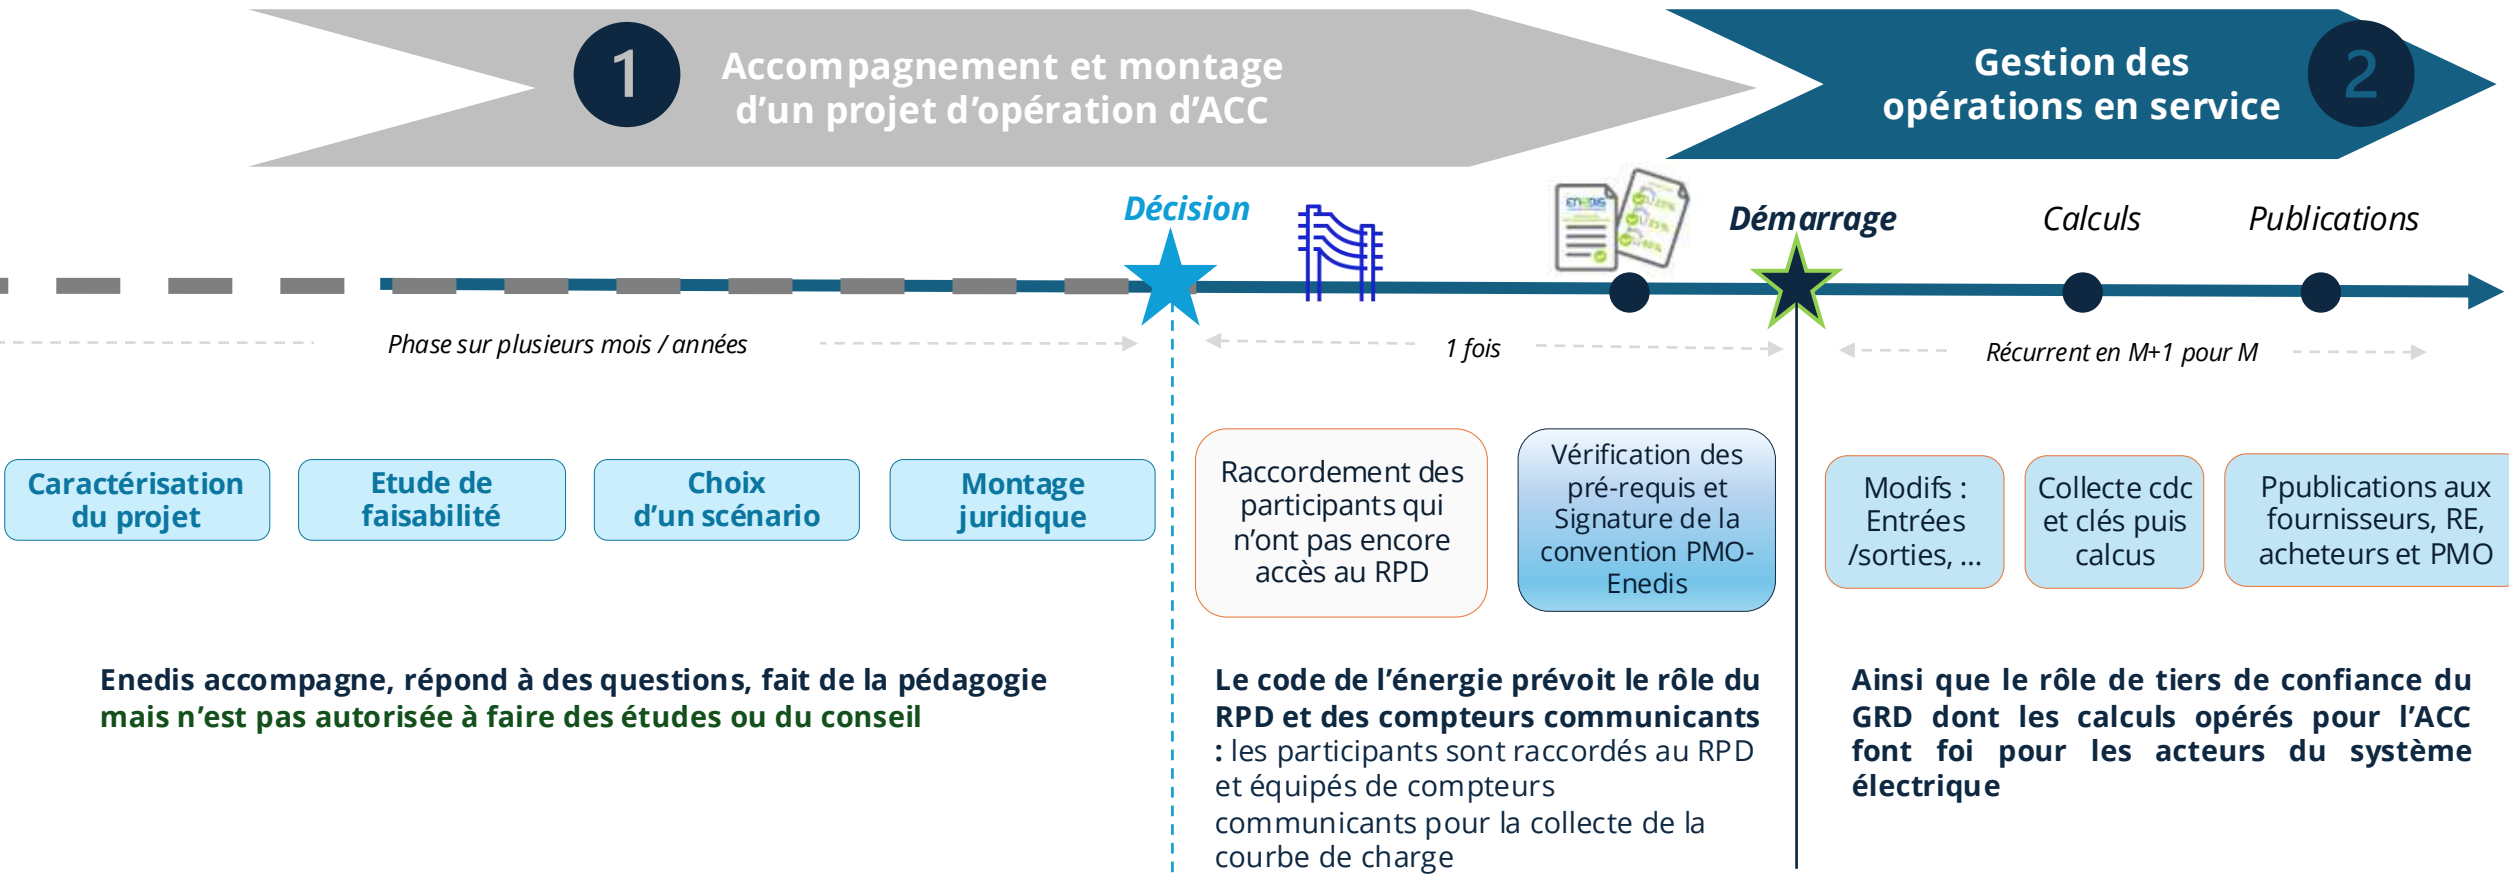 1
Accompagnement et montage
d’un projet d’opération d’ACC
Gestion des
opérations en service
2
Décision
Démarrage
Calculs
Publications
Phase sur plusieurs mois / années
1 fois
Récurrent en M+1 pour M
Caractérisation
du projet
Etude de
faisabilité
Choix
d’un scénario
Montage
juridique
Raccordement des
participants qui
n’ont pas encore
accès au RPD
Vérification des
pré-requis et
Signature de la
convention PMO-
Enedis
Modifs :
Entrées
/sorties, ...
Collecte cdc
et clés puis
calcus
Ppublications aux
fournisseurs, RE,
acheteurs et PMO
Enedis accompagne, répond à des questions, fait de la pédagogie
mais n’est pas autorisée à faire des études ou du conseil
Le code de l’énergie prévoit le rôle du
RPD et des compteurs communicants
: les participants sont raccordés au RPD
et équipés de compteurs
communicants pour la collecte de la
courbe de charge
Ainsi que le rôle de tiers de confiance du
GRD dont les calculs opérés pour l’ACC
font foi pour les acteurs du système
électrique